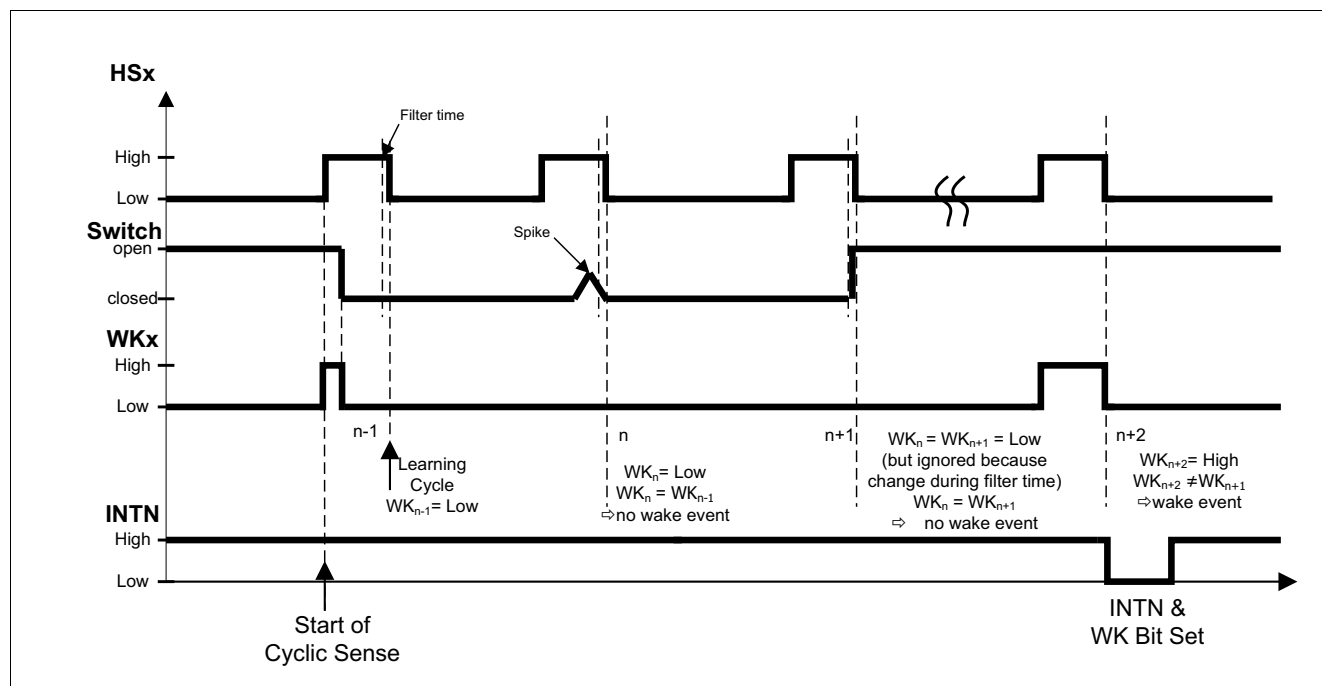 HSx
Filter time
High
Low
Switch
open
Spike
closed
WKx
High
Low
n-1
n
n+1
n+2
Learning
Cycle
WKn-1= Low
WKn= Low
WKn = WKn-1
⇨no wake event
WKn = WKn+1 = Low
(but ignored because
change during filter time)
WKn = WKn+1
⇨ no wake event
WKn+2= High
WKn+2 ≠WKn+1
⇨wake event
INTN
High
Low
Start of
Cyclic Sense
INTN &
WK Bit Set